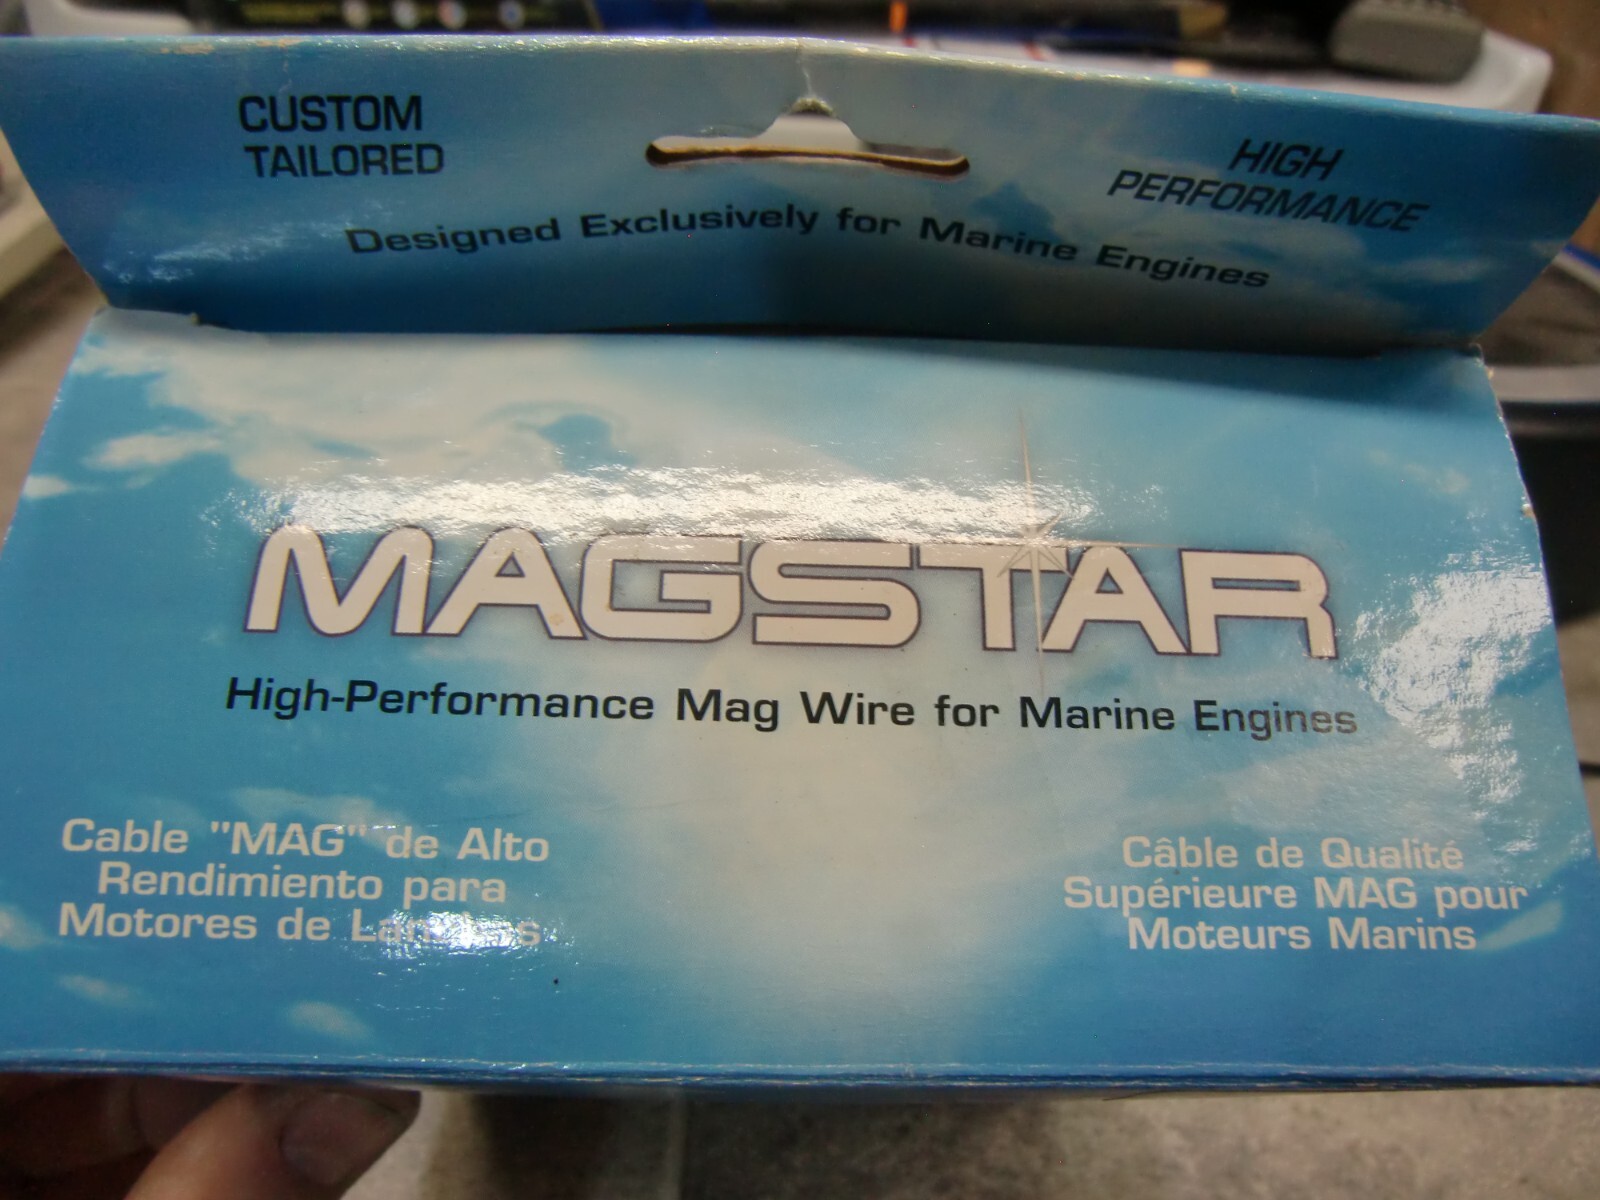 CUSTOM
TAILORED
HIGH
PERFORMANCE
Designed Exclusively for Marine Engines
MAGSTAR
High-Performance Mag Wire for Marine Engines
Cable "MAG" de Alto
Rendimiento para
Motores de
Câble de Qualité
Supérieure MAG pour
Moteurs Marins